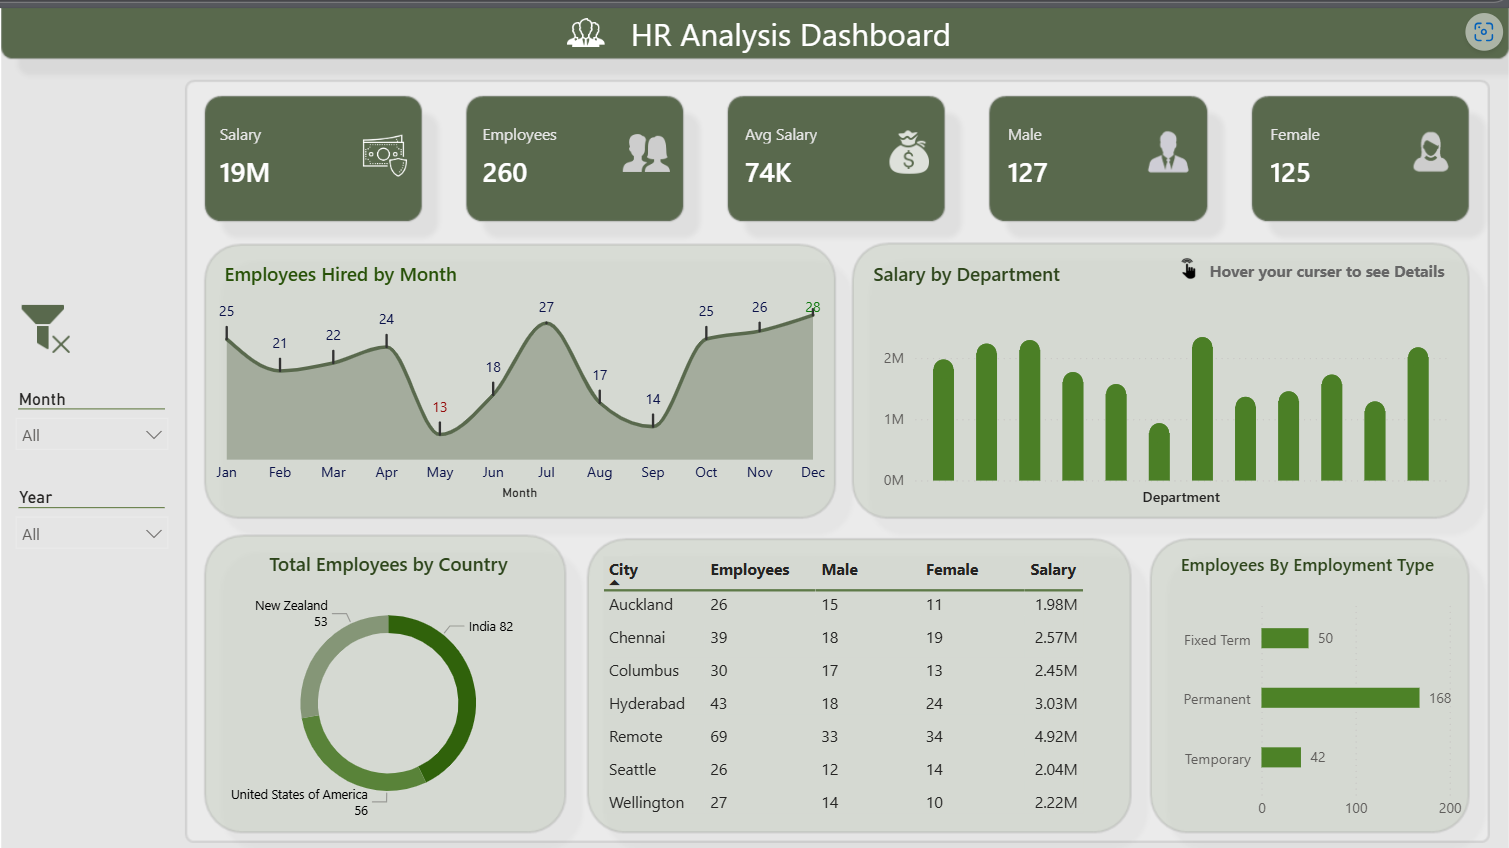 HR Analysis Dashboard
Salary
19M
Employees
260
Avg Salary
74K
Male
127
Female
125
Month
All
Year
All
Employees Hired by Month
25 21 22 24 13 18 27 17 14 25 26 28
Jan Feb Mar Apr May Jun Jul Aug Sep Oct Nov Dec
Month
Salary by Department
Hover your curser to see Details
2M
1M
0M
Department
Total Employees by Country
New Zealand
53
India 82
United States of America
56
City Employees Male Female Salary
Auckland 26 15 11 1.98M
Chennai 39 18 19 2.57M
Columbus 30 17 13 2.45M
Hyderabad 43 18 24 3.03M
Remote 69 33 34 4.92M
Seattle 26 12 14 2.04M
Wellington 27 14 10 2.22M
Employees By Employment Type
Fixed Term 50
Permanent 168
Temporary 42
0 100 200